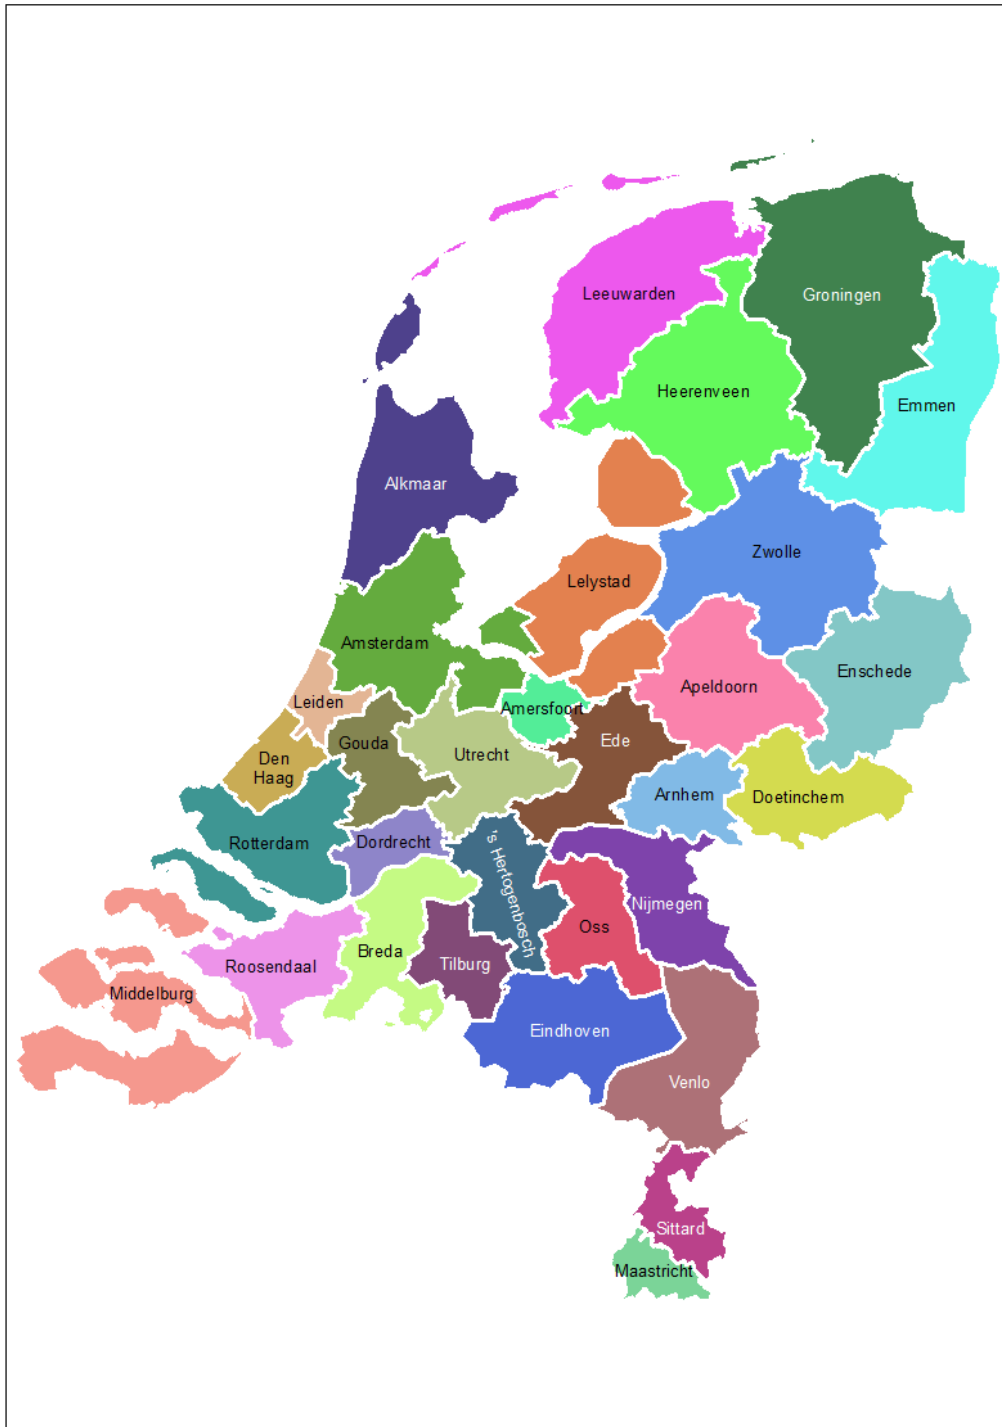 Leeuwarden
Groningen
Heerenveen
Emmen
Alkmaar
Zwolle
Lelystad
Amsterdam
Enschede
Apeldoorn
Leiden
Amersfoort
Gouda
Ede
Utrecht
Den
Haag
Arnhem
Doetinchem
Rotterdam
Dordrecht
's Hertogenbosch
Nijmegen
Oss
Breda
Tilburg
Roosendaal
Middelburg
Eindhoven
Venlo
Sittard
Maastricht